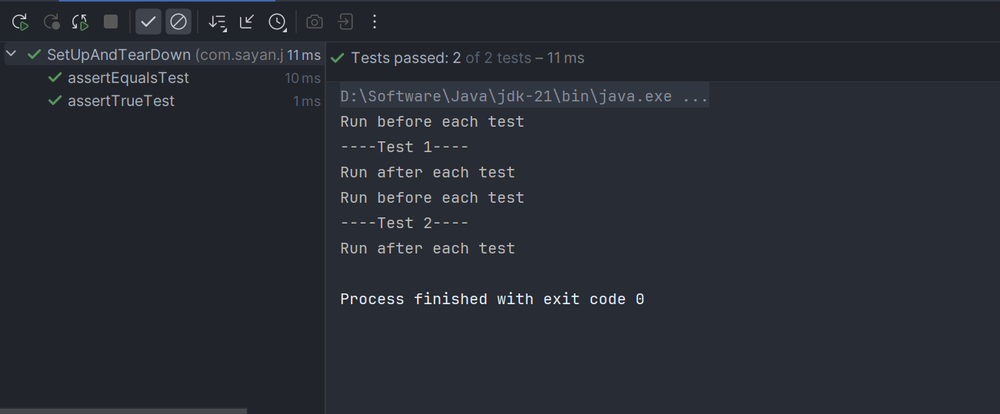 SetUpAndTearDown (com.sayan.j 11 ms
assertEqualsTest 10 ms
assertTrueTest 1 ms
Tests passed: 2 of 2 tests – 11 ms
D:\Software\Java\jdk-21\bin\java.exe ...
Run before each test
----Test 1----
Run after each test
Run before each test
----Test 2----
Run after each test
Process finished with exit code 0